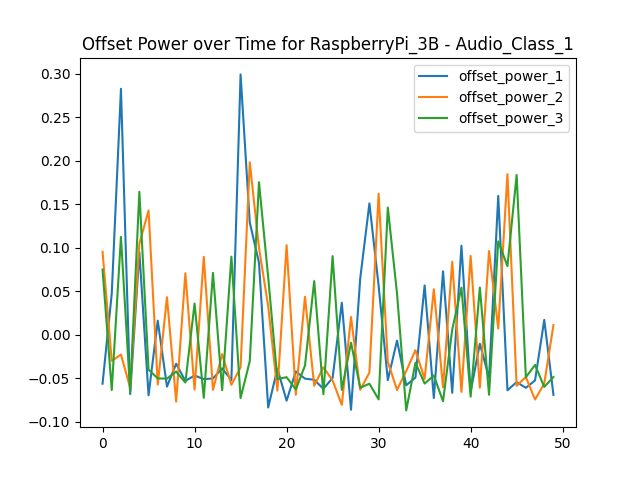 Offset Power over Time for RaspberryPi_3B - Audio_Class_1
offset_power_1
offset_power_2
offset_power_3
0.30
0.25
0.20
0.15
0.10
0.05
0.00
−0.05
−0.10
0 10 20 30 40 50